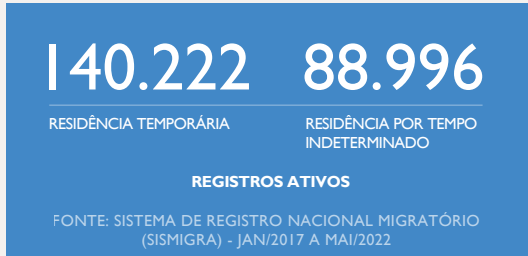 140.222 88.996
RESIDÊNCIA TEMPORÁRIA RESIDÊNCIA POR TEMPO
INDETERMINADO
REGISTROS ATIVOS
FONTE: SISTEMA DE REGISTRO NACIONAL MIGRATÓRIO
(SISMIGRA) - JAN/2017 A MAI/2022